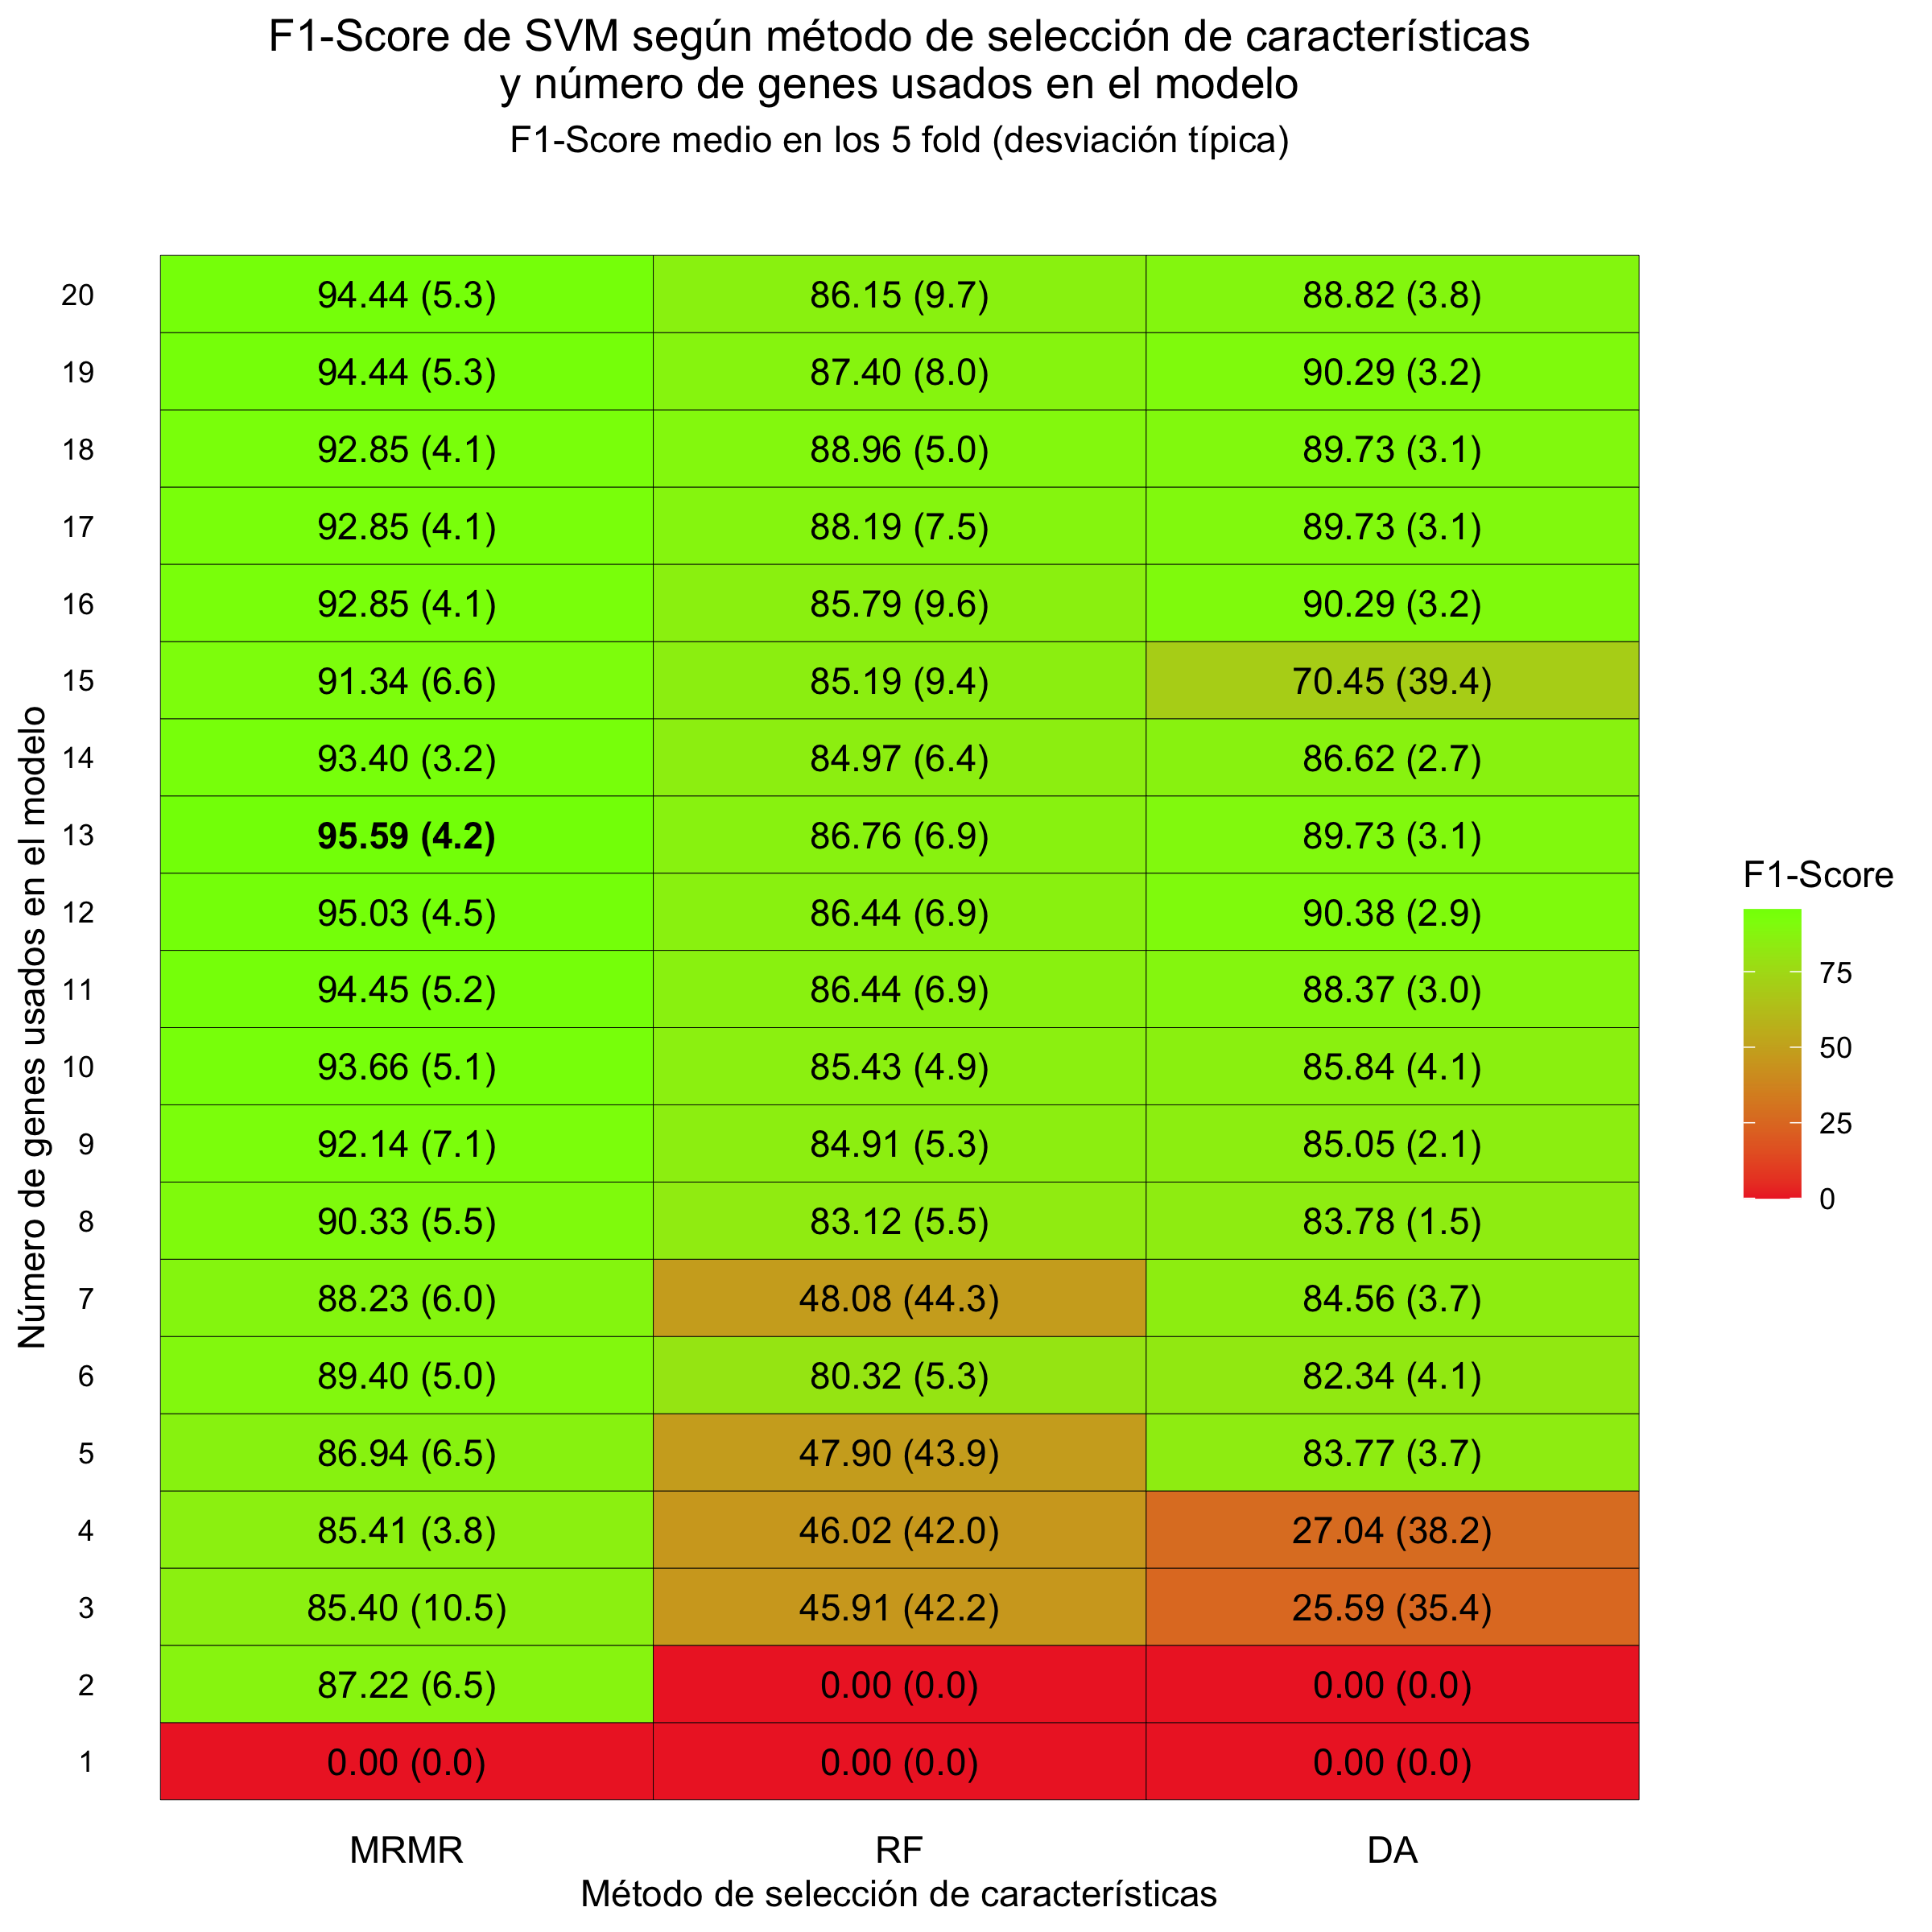 F1-Score de SVM según método de selección de características
y número de genes usados en el modelo
F1-Score medio en los 5 fold (desviación típica)
Número de genes usados en el modelo
20 94.44 (5.3) 86.15 (9.7) 88.82 (3.8)
19 94.44 (5.3) 87.40 (8.0) 90.29 (3.2)
18 92.85 (4.1) 88.96 (5.0) 89.73 (3.1)
17 92.85 (4.1) 88.19 (7.5) 89.73 (3.1)
16 92.85 (4.1) 85.79 (9.6) 90.29 (3.2)
15 91.34 (6.6) 85.19 (9.4) 70.45 (39.4)
14 93.40 (3.2) 84.97 (6.4) 86.62 (2.7)
13 95.59 (4.2) 86.76 (6.9) 89.73 (3.1)
12 95.03 (4.5) 86.44 (6.9) 90.38 (2.9)
11 94.45 (5.2) 86.44 (6.9) 88.37 (3.0)
10 93.66 (5.1) 85.43 (4.9) 85.84 (4.1)
9 92.14 (7.1) 84.91 (5.3) 85.05 (2.1)
8 90.33 (5.5) 83.12 (5.5) 83.78 (1.5)
7 88.23 (6.0) 48.08 (44.3) 84.56 (3.7)
6 89.40 (5.0) 80.32 (5.3) 82.34 (4.1)
5 86.94 (6.5) 47.90 (43.9) 83.77 (3.7)
4 85.41 (3.8) 46.02 (42.0) 27.04 (38.2)
3 85.40 (10.5) 45.91 (42.2) 25.59 (35.4)
2 87.22 (6.5) 0.00 (0.0) 0.00 (0.0)
1 0.00 (0.0) 0.00 (0.0) 0.00 (0.0)
MRMR RF DA
Método de selección de características
F1-Score
75
50
25
0